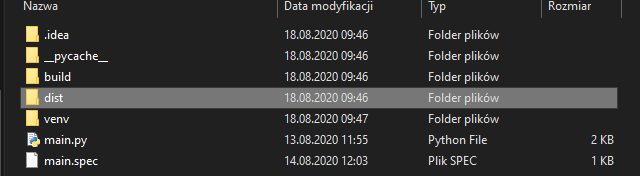 Nazwa Data modyfikacji Typ Rozmiar
.idea 18.08.2020 09:46 Folder plików
__pycache__ 18.08.2020 09:46 Folder plików
build 18.08.2020 09:46 Folder plików
dist 18.08.2020 09:46 Folder plików
venv 18.08.2020 09:47 Folder plików
main.py 13.08.2020 11:55 Python File 2 KB
main.spec 14.08.2020 12:03 Plik SPEC 1 KB